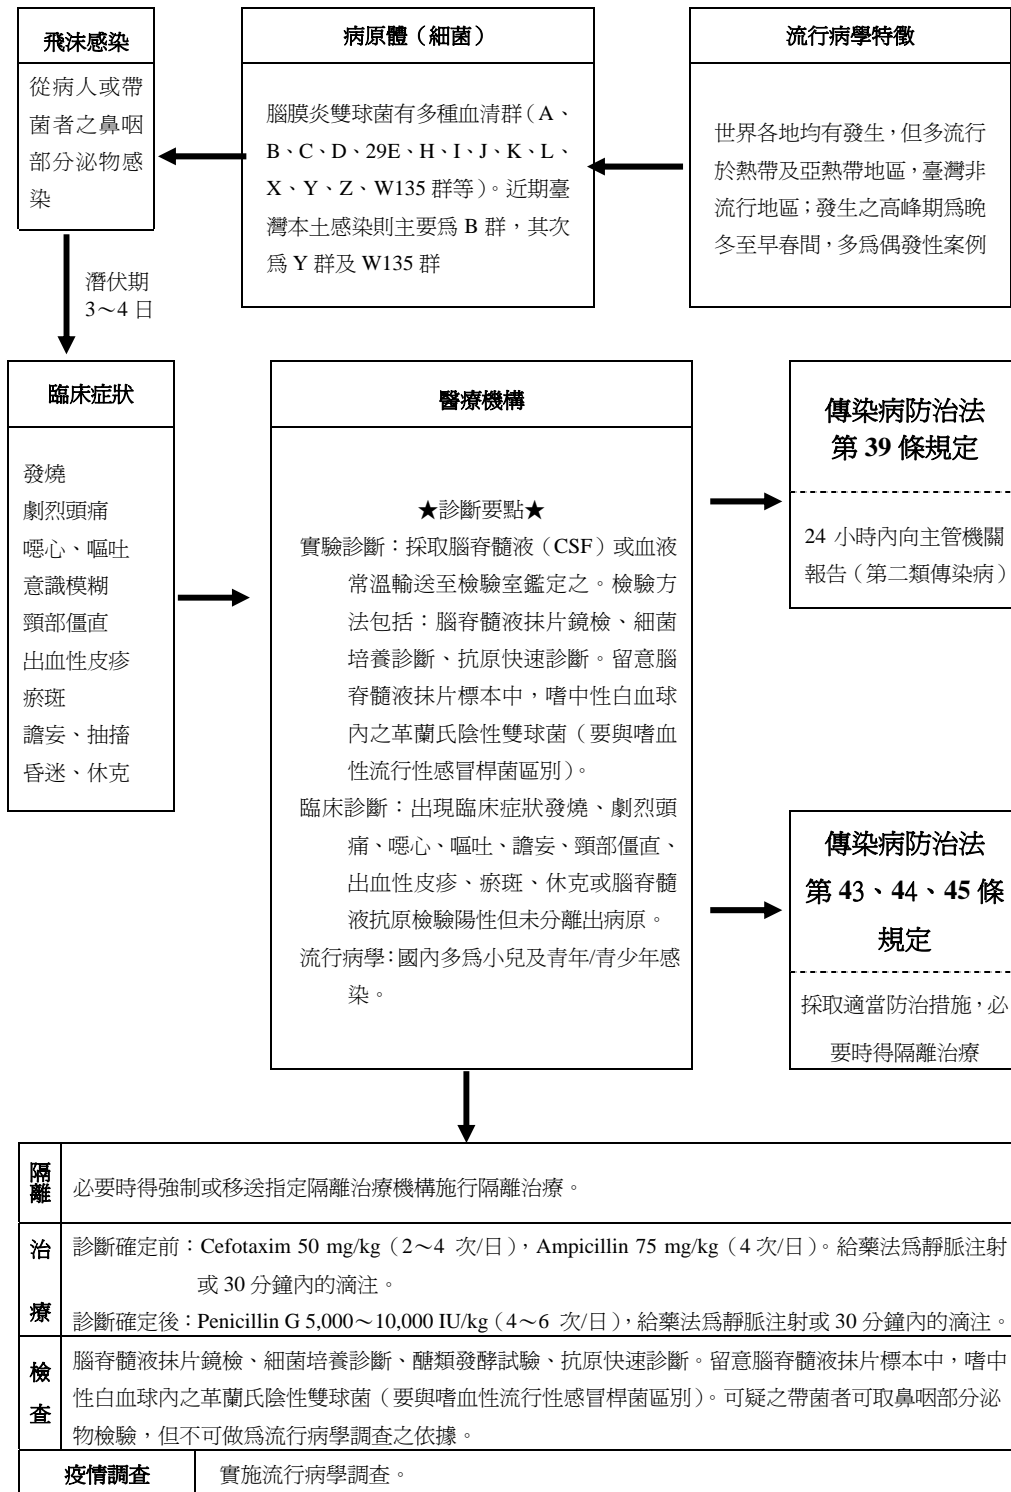 飛沫感染
從病人或帶
菌者之鼻咽
部分泌物感
染
病原體（細菌）
腦膜炎雙球菌有多種血清群（A、
B、C、D、29E、H、I、J、K、L、
X、Y、Z、W135 群等）。近期臺
灣本土感染則主要為 B 群，其次
為 Y 群及 W135 群
流行病學特徵
世界各地均有發生，但多流行
於熱帶及亞熱帶地區，臺灣非
流行地區；發生之高峰期為晚
冬至早春間，多為偶發性案例
潛伏期
3～4 日
臨床症狀
發燒
劇烈頭痛
噁心、嘔吐
意識模糊
頸部僵直
出血性皮疹
瘀斑
譫妄、抽搐
昏迷、休克
醫療機構
★診斷要點★
實驗診斷：採取腦脊髓液（CSF）或血液
常溫輸送至檢驗室鑑定之。檢驗方
法包括：腦脊髓液抹片鏡檢、細菌
培養診斷、抗原快速診斷。留意腦
脊髓液抹片標本中，嗜中性白血球
內之革蘭氏陰性雙球菌（要與嗜血
性流行性感冒桿菌區別）。
臨床診斷：出現臨床症狀發燒、劇烈頭
痛、噁心、嘔吐、譫妄、頸部僵直、
出血性皮疹、瘀斑、休克或腦脊髓
液抗原檢驗陽性但未分離出病原。
流行病學：國內多為小兒及青年/青少年感
染。
傳染病防治法
第 39 條規定
24 小時內向主管機關
報告（第二類傳染病）
傳染病防治法
第 43、44、45 條
規定
採取適當防治措施，必
要時得隔離治療
隔離
必要時得強制或移送指定隔離治療機構施行隔離治療。
治療
診斷確定前：Cefotaxim 50 mg/kg（2～4 次/日），Ampicillin 75 mg/kg（4 次/日）。給藥法為靜脈注射
或 30 分鐘內的滴注。
診斷確定後：Penicillin G 5,000～10,000 IU/kg（4～6 次/日），給藥法為靜脈注射或 30 分鐘內的滴注。
檢查
腦脊髓液抹片鏡檢、細菌培養診斷、醣類發酵試驗、抗原快速診斷。留意腦脊髓液抹片標本中，嗜中
性白血球內之革蘭氏陰性雙球菌（要與嗜血性流行性感冒桿菌區別）。可疑之帶菌者可取鼻咽部分泌
物檢驗，但不可做為流行病學調查之依據。
疫情調查
實施流行病學調查。